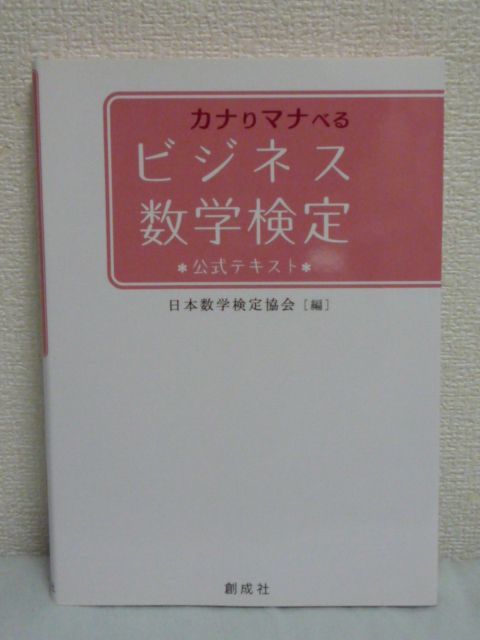 カナりマナべる
ビジネス
数学検定
*公式テキスト*
日本数学検定協会［編］
創成社